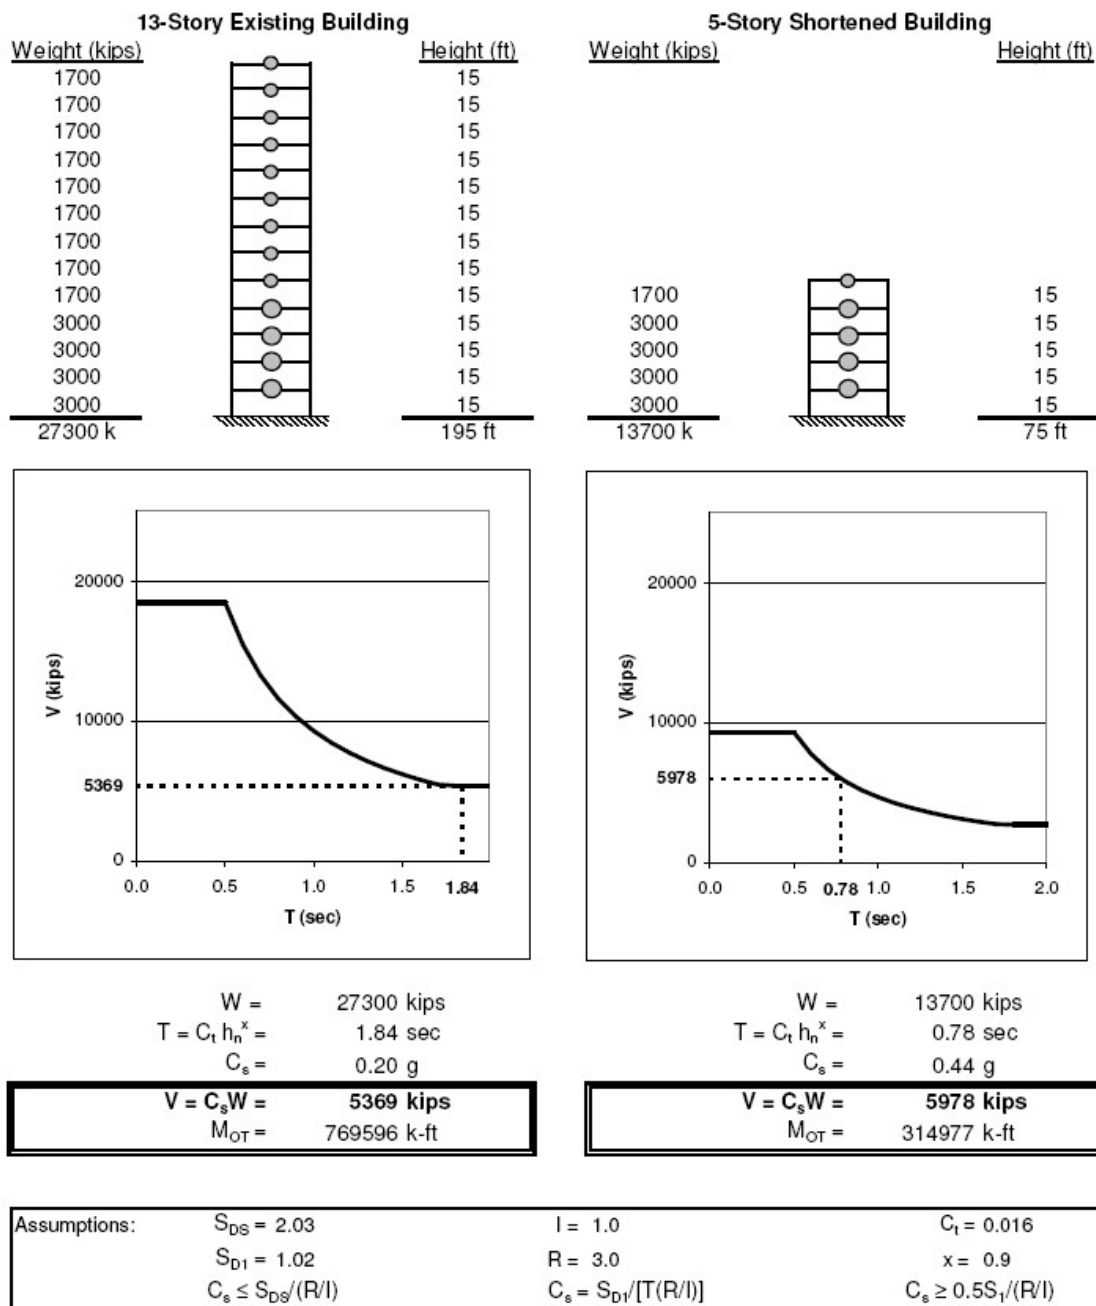 13-Story Existing Building
Weight (kips) Height (ft)
1700 15
1700 15
1700 15
1700 15
1700 15
1700 15
1700 15
1700 15
1700 15
3000 15
3000 15
3000 15
3000 15
27300 k 195 ft
5-Story Shortened Building
Weight (kips) Height (ft)
1700 15
3000 15
3000 15
3000 15
3000 15
13700 k 75 ft
20000
10000
5369
0
V (kips)
0.0 0.5 1.0 1.5 1.84
T (sec)
20000
10000
5978
0
V (kips)
0.0 0.5 0.78 1.0 1.5 2.0
T (sec)
W = 27300 kips
T = Cₜ hₙˣ = 1.84 sec
Cₛ = 0.20 g
V = CₛW = 5369 kips
M_OT = 769596 k-ft
W = 13700 kips
T = Cₜ hₙˣ = 0.78 sec
Cₛ = 0.44 g
V = CₛW = 5978 kips
M_OT = 314977 k-ft
Assumptions: S_DS = 2.03 I = 1.0 Cₜ = 0.016
S_D1 = 1.02 R = 3.0 x = 0.9
Cₛ ≤ S_DS/(R/I) Cₛ = S_D1/[T(R/I)] Cₛ ≥ 0.5S₁/(R/I)